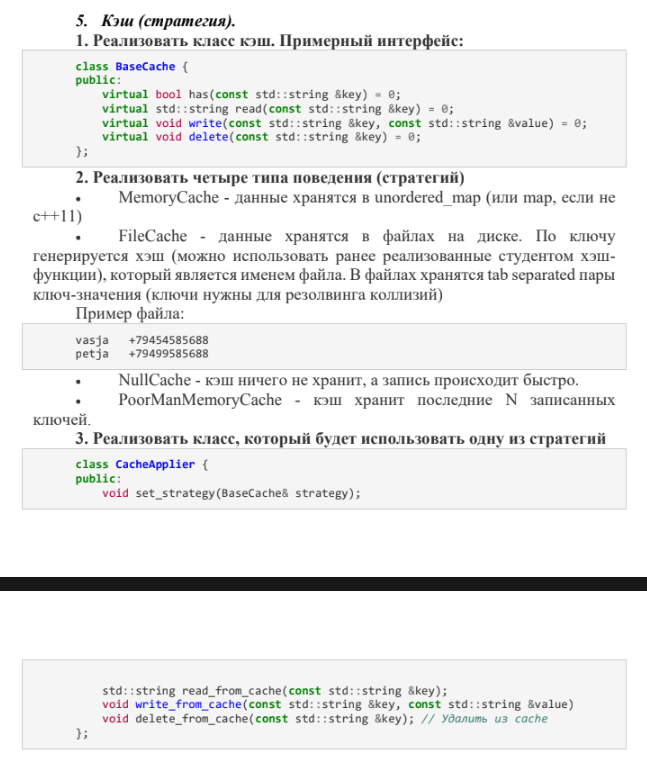 5. Кэш (стратегия).
1. Реализовать класс кэш. Примерный интерфейс:
class BaseCache {
public:
virtual bool has(const std::string &key) = 0;
virtual std::string read(const std::string &key) = 0;
virtual void write(const std::string &key, const std::string &value) = 0;
virtual void delete(const std::string &key) = 0;
};
2. Реализовать четыре типа поведения (стратегий)
• MemoryCache - данные хранятся в unordered_map (или map, если не
c++11)
• FileCache - данные хранятся в файлах на диске. По ключу
генерируется хэш (можно использовать ранее реализованные студентом хэш-
функции), который является именем файла. В файлах хранятся tab separated пары
ключ-значения (ключи нужны для резолвинга коллизий)
Пример файла:
vasja +79454585688
petja +79499585688
• NullCache - кэш ничего не хранит, а запись происходит быстро.
• PoorManMemoryCache - кэш хранит последние N записанных
ключей.
3. Реализовать класс, который будет использовать одну из стратегий
class CacheApplier {
public:
void set_strategy(BaseCache& strategy);
std::string read_from_cache(const std::string &key);
void write_from_cache(const std::string &key, const std::string &value)
void delete_from_cache(const std::string &key); // Удалить из cache
};